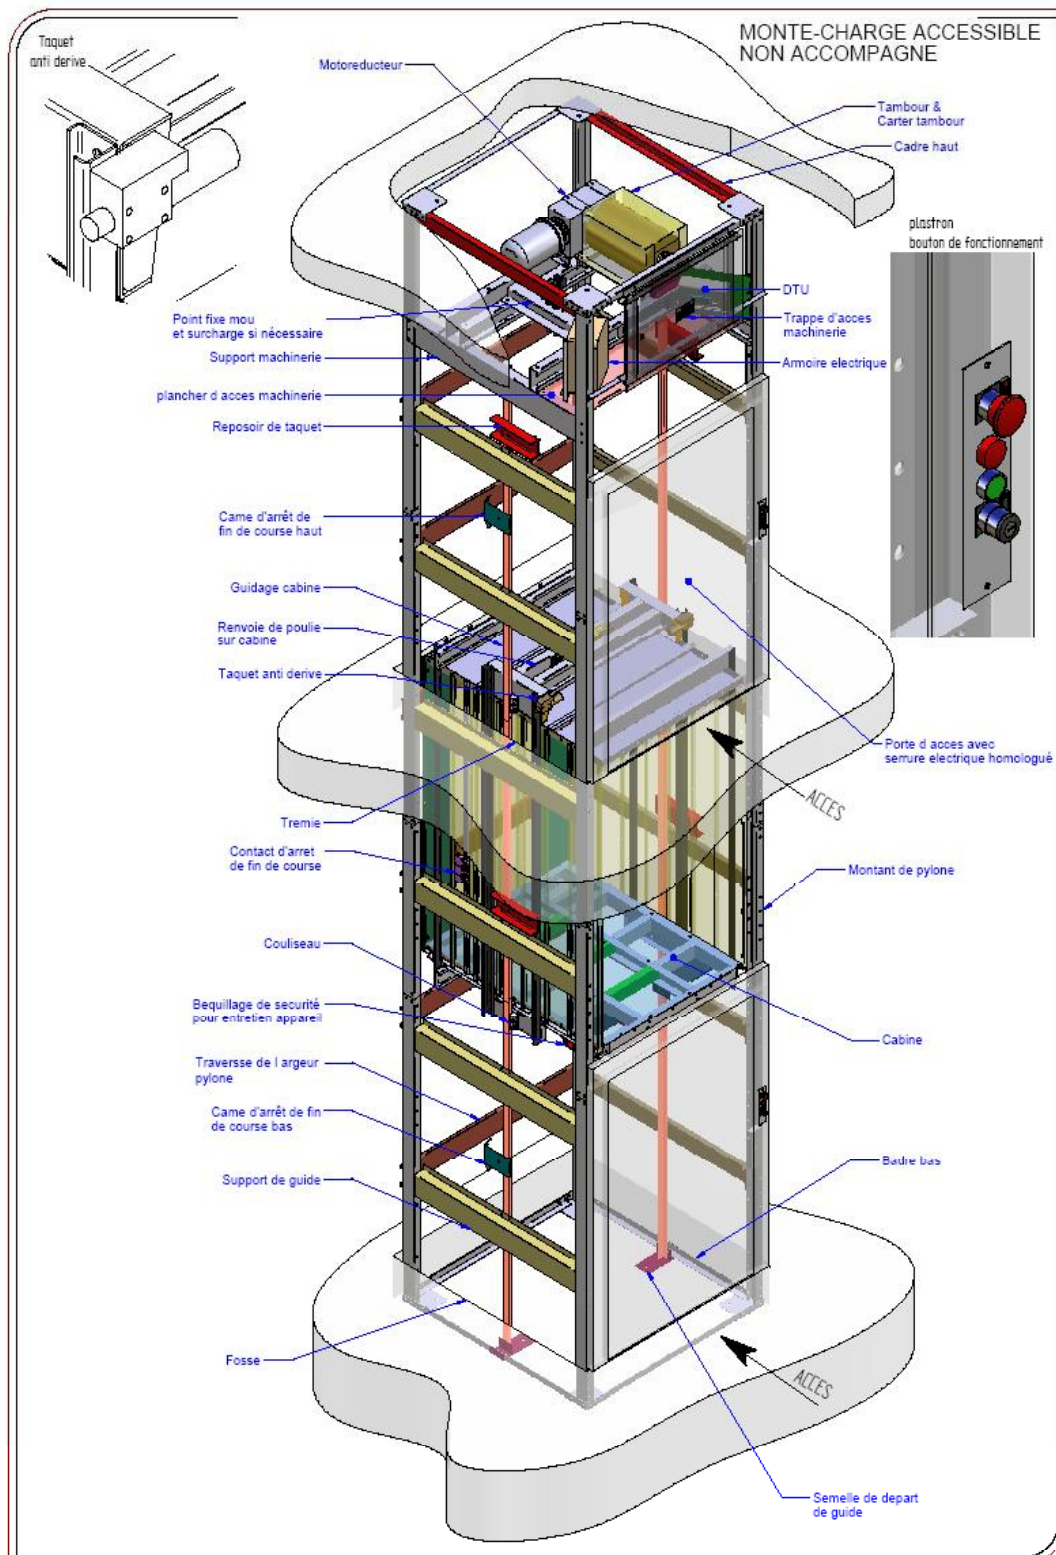 MONTE-CHARGE ACCESSIBLE
NON ACCOMPAGNE
Taquet
anti derive
Motoreducteur
Tambour &
Carter tambour
Cadre haut
plastron
bouton de fonctionnement
DTU
Trappe d'acces
machinerie
Armoire electrique
Point fixe mou
et surcharge si nécessaire
Support machinerie
plancher d acces machinerie
Reposoir de taquet
Came d'arrêt de
fin de course haut
Guidage cabine
Renvoie de poulie
sur cabine
Taquet anti derive
Porte d acces avec
serrure electrique homologué
ACCES
Tremie
Contact d'arret
de fin de course
Montant de pylone
Couliseau
Bequillage de securité
pour entretien appareil
Cabine
Traversse de l argeur
pylone
Came d'arrêt de fin
de course bas
Badre bas
Support de guide
Fosse
ACCES
Semelle de depart
de guide